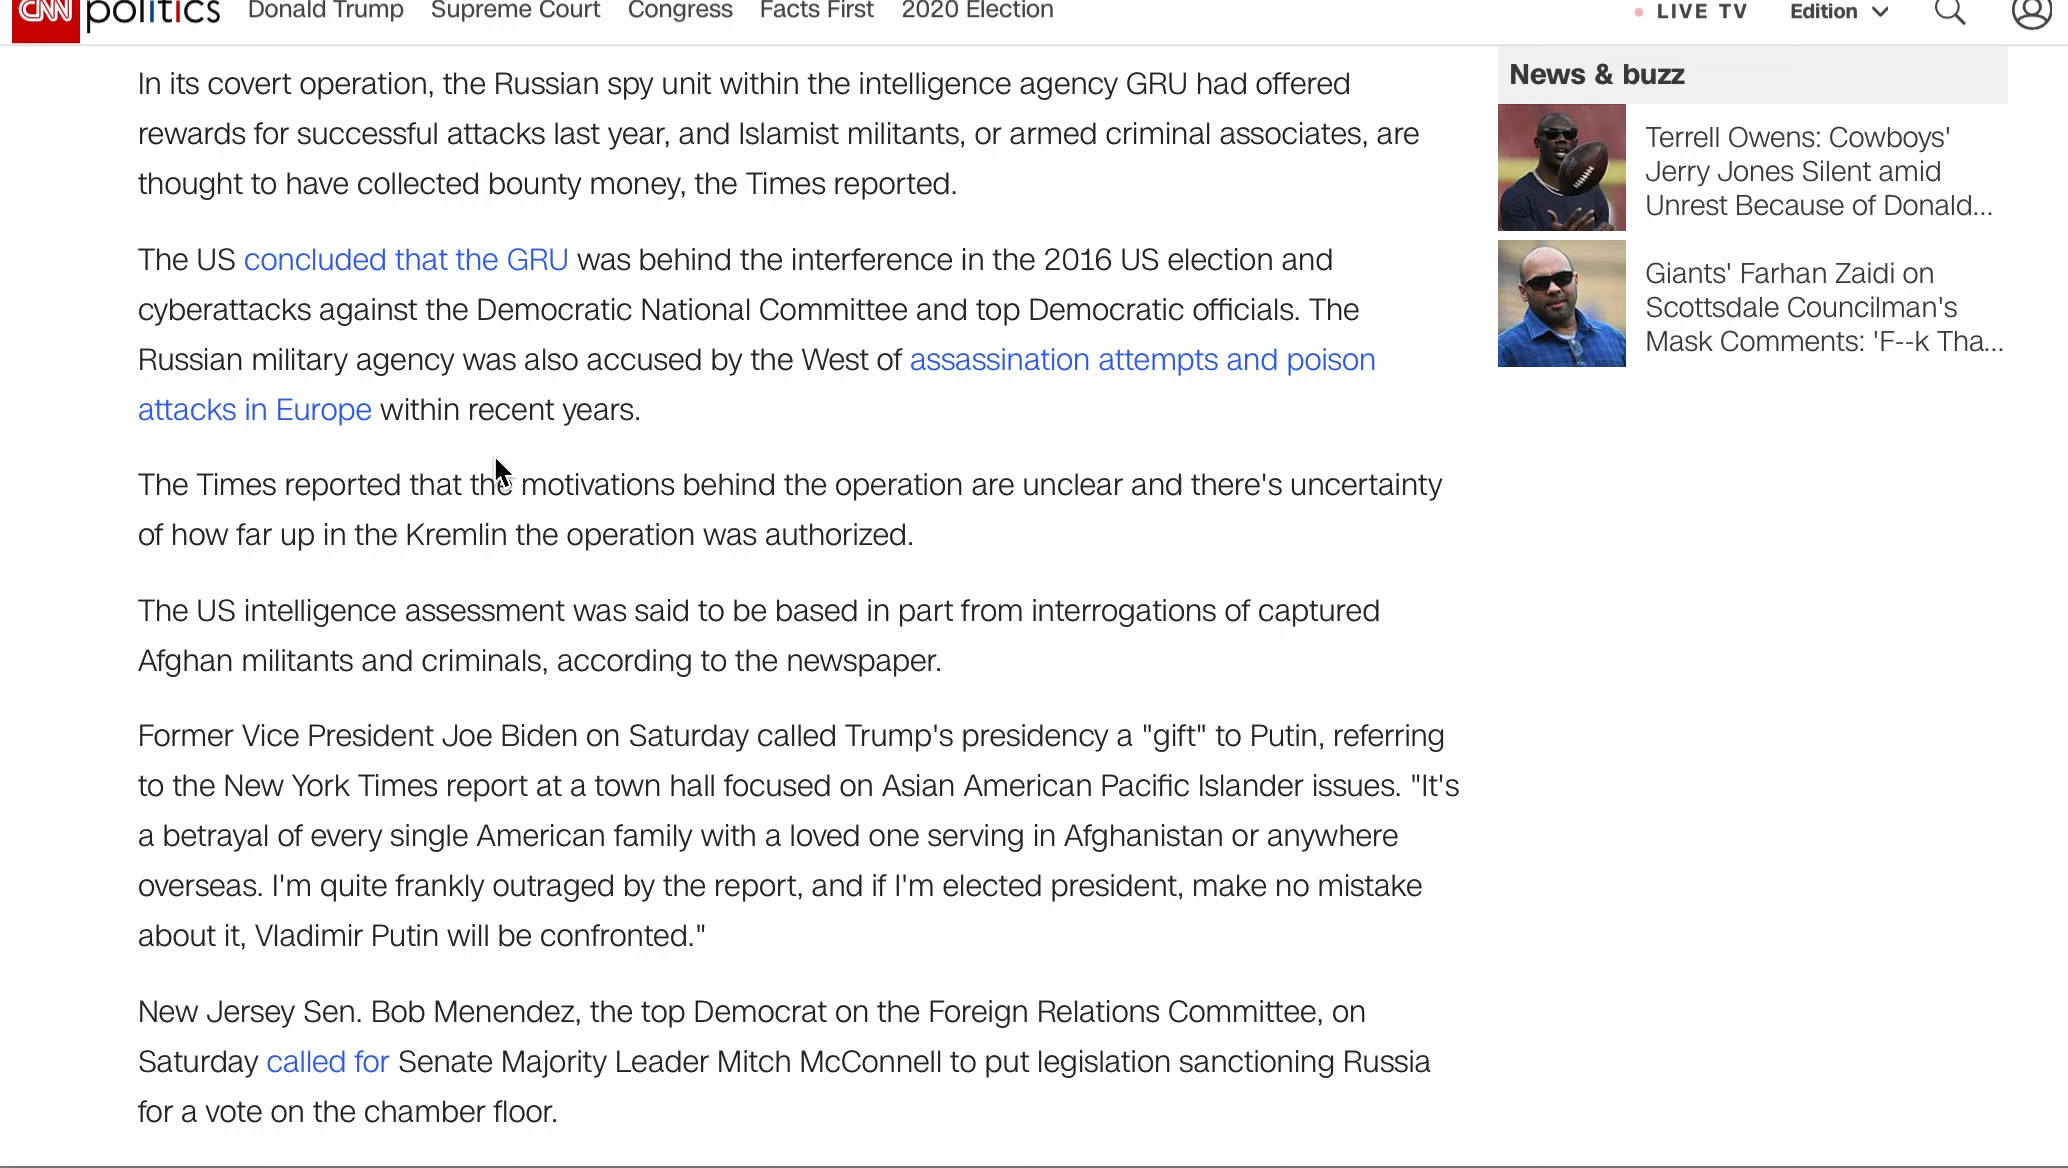 CNN politics Donald Trump Supreme Court Congress Facts First 2020 Election LIVE TV Edition
In its covert operation, the Russian spy unit within the intelligence agency GRU had offered
rewards for successful attacks last year, and Islamist militants, or armed criminal associates, are
thought to have collected bounty money, the Times reported.
The US concluded that the GRU was behind the interference in the 2016 US election and
cyberattacks against the Democratic National Committee and top Democratic officials. The
Russian military agency was also accused by the West of assassination attempts and poison
attacks in Europe within recent years.
The Times reported that the motivations behind the operation are unclear and there's uncertainty
of how far up in the Kremlin the operation was authorized.
The US intelligence assessment was said to be based in part from interrogations of captured
Afghan militants and criminals, according to the newspaper.
Former Vice President Joe Biden on Saturday called Trump's presidency a "gift" to Putin, referring
to the New York Times report at a town hall focused on Asian American Pacific Islander issues. "It's
a betrayal of every single American family with a loved one serving in Afghanistan or anywhere
overseas. I'm quite frankly outraged by the report, and if I'm elected president, make no mistake
about it, Vladimir Putin will be confronted."
New Jersey Sen. Bob Menendez, the top Democrat on the Foreign Relations Committee, on
Saturday called for Senate Majority Leader Mitch McConnell to put legislation sanctioning Russia
for a vote on the chamber floor.
News & buzz
Terrell Owens: Cowboys'
Jerry Jones Silent amid
Unrest Because of Donald...
Giants' Farhan Zaidi on
Scottsdale Councilman's
Mask Comments: 'F--k Tha...